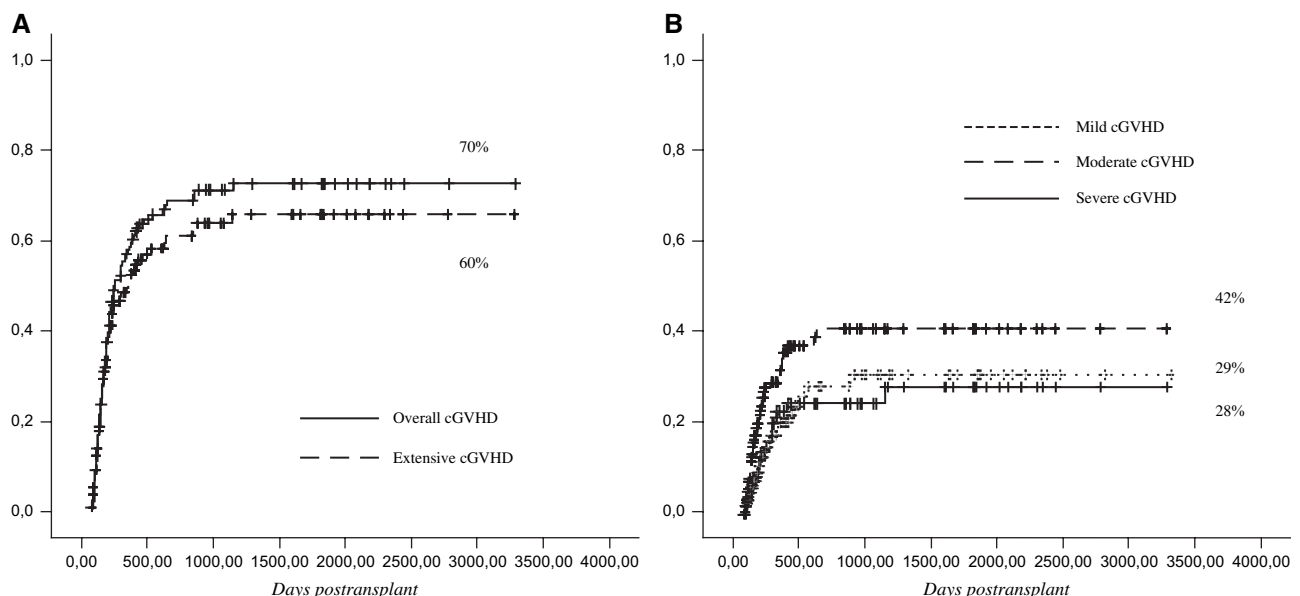 A
1,0
0,8
0,6
0,4
0,2
0,0
70%
60%
Overall cGVHD
Extensive cGVHD
0,00 500,00 1000,00 1500,00 2000,00 2500,00 3000,00 3500,00 4000,00
Days postransplant
B
1,0
0,8
0,6
0,4
0,2
0,0
Mild cGVHD
Moderate cGVHD
Severe cGVHD
42%
29%
28%
0,00 500,00 1000,00 1500,00 2000,00 2500,00 3000,00 3500,00 4000,00
Days postransplant